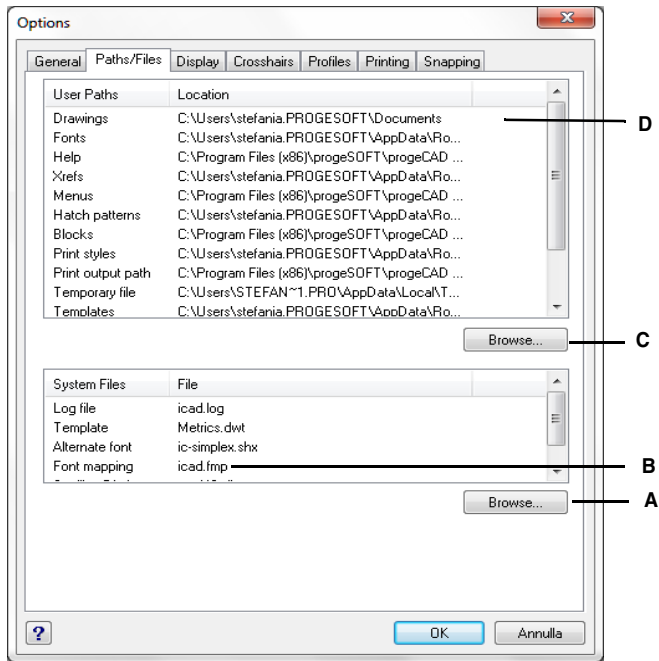 Options
General Paths/Files Display Crosshairs Profiles Printing Snapping
User Paths Location
Drawings C:\Users\stefania.PROGESOFT\Documents
D
Fonts C:\Users\stefania.PROGESOFT\AppData\Ro...
Help C:\Program Files (x86)\progeSOFT\progeCAD ...
Xrefs C:\Users\stefania.PROGESOFT\AppData\Ro...
Menus C:\Program Files (x86)\progeSOFT\progeCAD ...
Hatch patterns C:\Users\stefania.PROGESOFT\AppData\Ro...
Blocks C:\Program Files (x86)\progeSOFT\progeCAD ...
Print styles C:\Users\stefania.PROGESOFT\AppData\Ro...
Print output path C:\Program Files (x86)\progeSOFT\progeCAD ...
Temporary file C:\Users\STEFAN~1.PRO\AppData\Local\T...
Templates C:\Users\stefania.PROGESOFT\AppData\Ro...
Browse... C
System Files File
Log file icad.log
Template Metrics.dwt
Alternate font ic-simplex.shx
Font mapping icad.fmp B
Browse... A
? OK Annulla